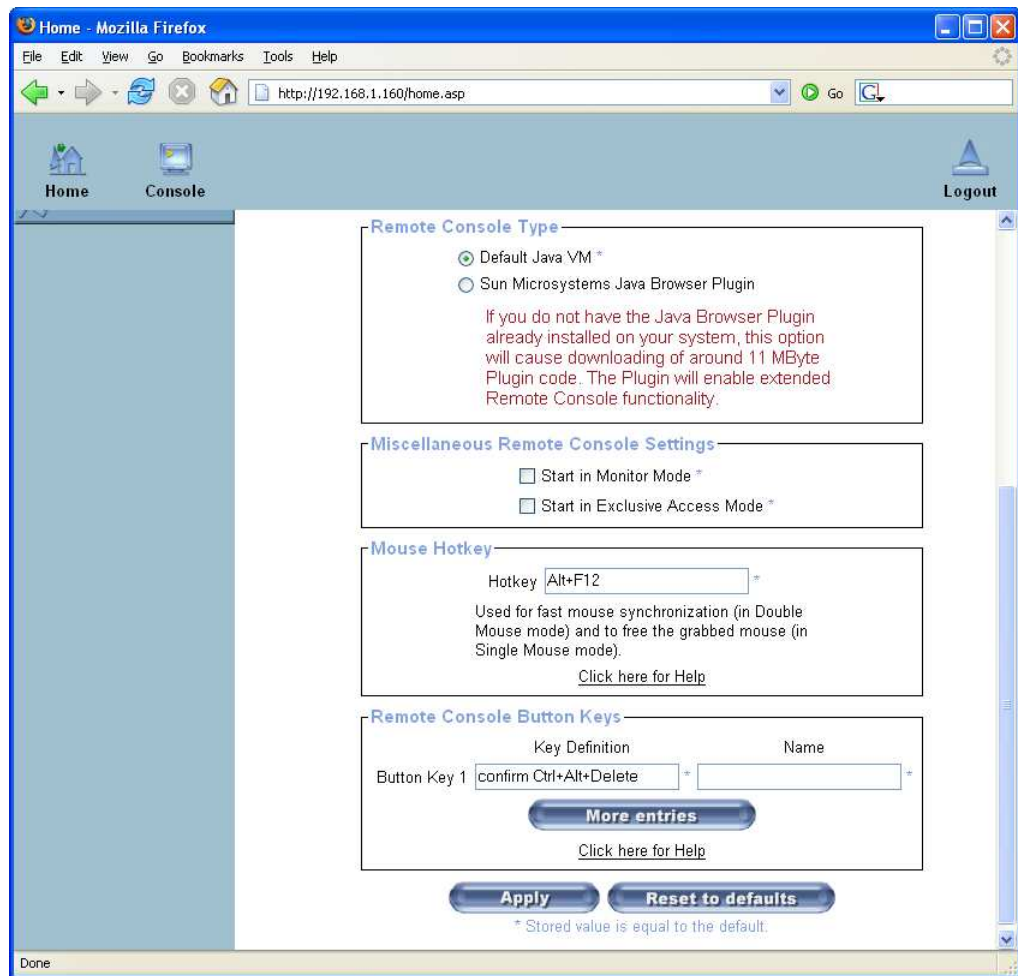 Home - Mozilla Firefox
File Edit View Go Bookmarks Tools Help
http://192.168.1.160/home.asp Go G
Home Console Logout
Remote Console Type
Default Java VM *
Sun Microsystems Java Browser Plugin
If you do not have the Java Browser Plugin
already installed on your system, this option
will cause downloading of around 11 MByte
Plugin code. The Plugin will enable extended
Remote Console functionality.
Miscellaneous Remote Console Settings
Start in Monitor Mode *
Start in Exclusive Access Mode *
Mouse Hotkey
Hotkey Alt+F12 *
Used for fast mouse synchronization (in Double
Mouse mode) and to free the grabbed mouse (in
Single Mouse mode).
Click here for Help
Remote Console Button Keys
Key Definition Name
Button Key 1 confirm Ctrl+Alt+Delete * *
More entries
Click here for Help
Apply Reset to defaults
* Stored value is equal to the default.
Done